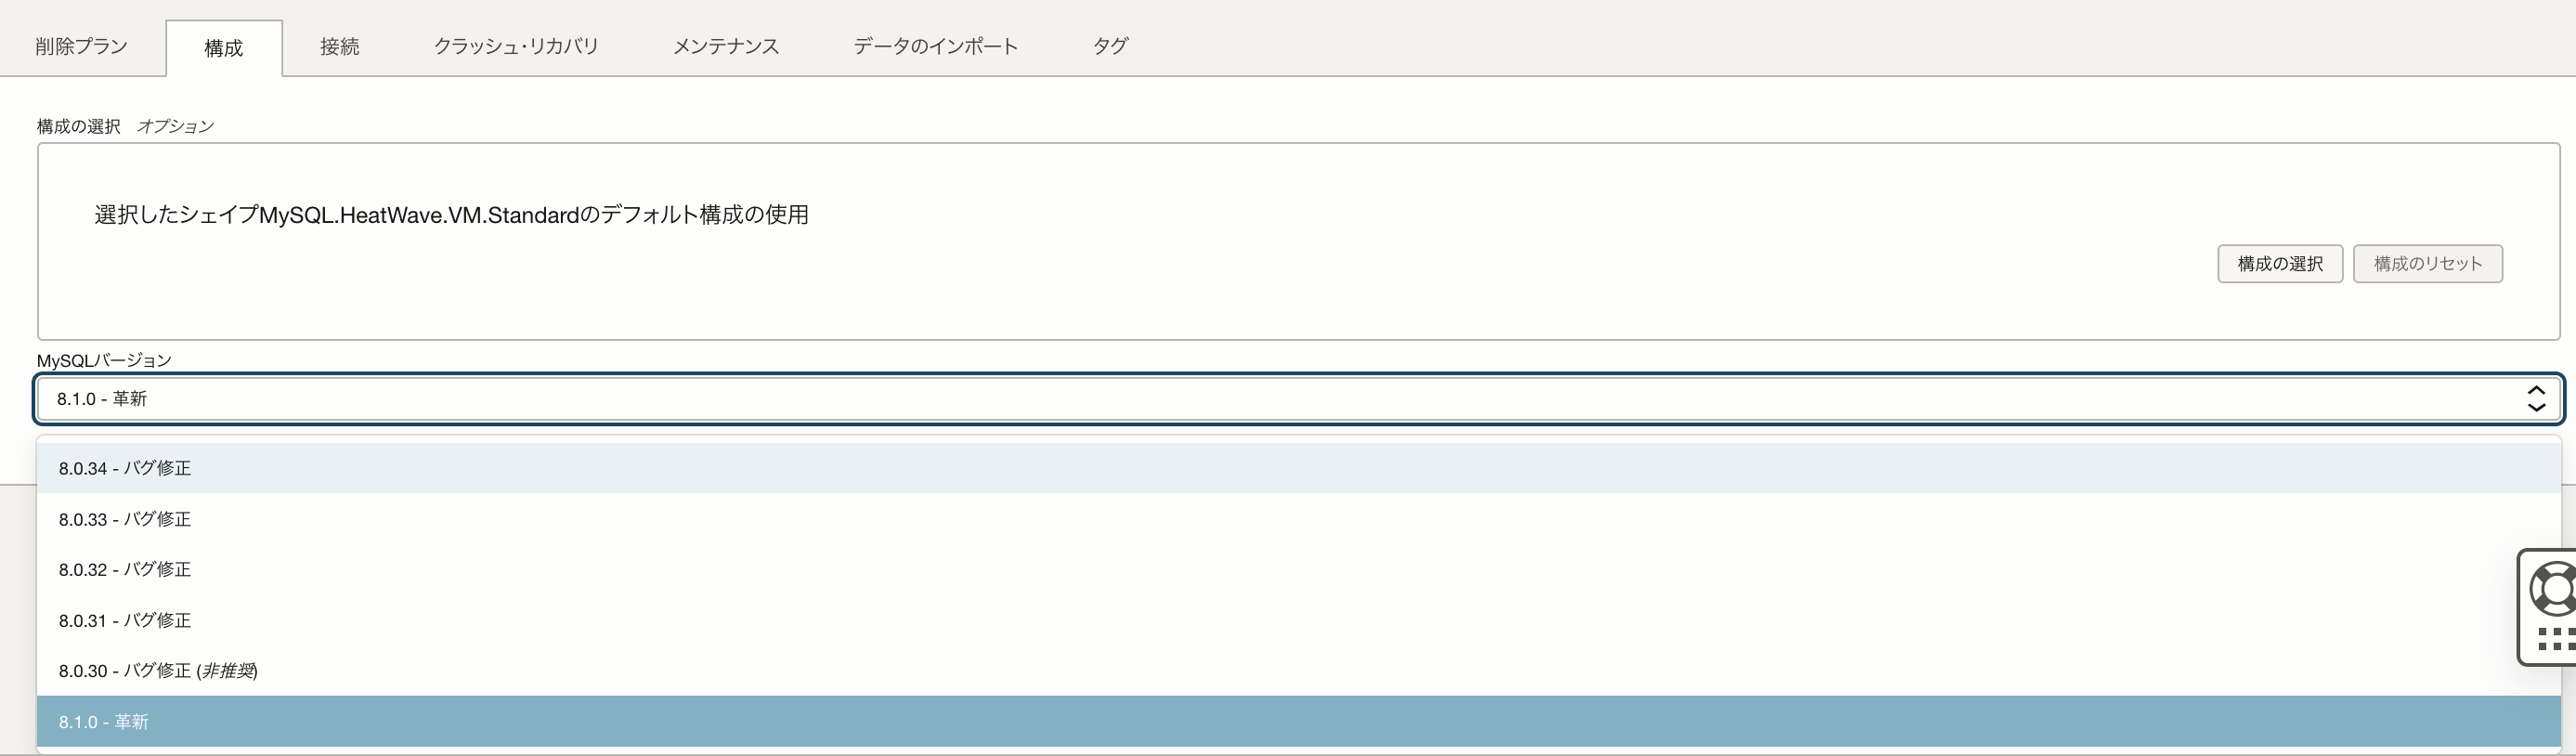 削除プラン 構成 接続 クラッシュ・リカバリ メンテナンス データのインポート タグ
構成の選択 オプション
選択したシェイプMySQL.HeatWave.VM.Standardのデフォルト構成の使用
構成の選択 構成のリセット
MySQLバージョン
8.1.0 - 革新
8.0.34 - バグ修正
8.0.33 - バグ修正
8.0.32 - バグ修正
8.0.31 - バグ修正
8.0.30 - バグ修正 (非推奨)
8.1.0 - 革新